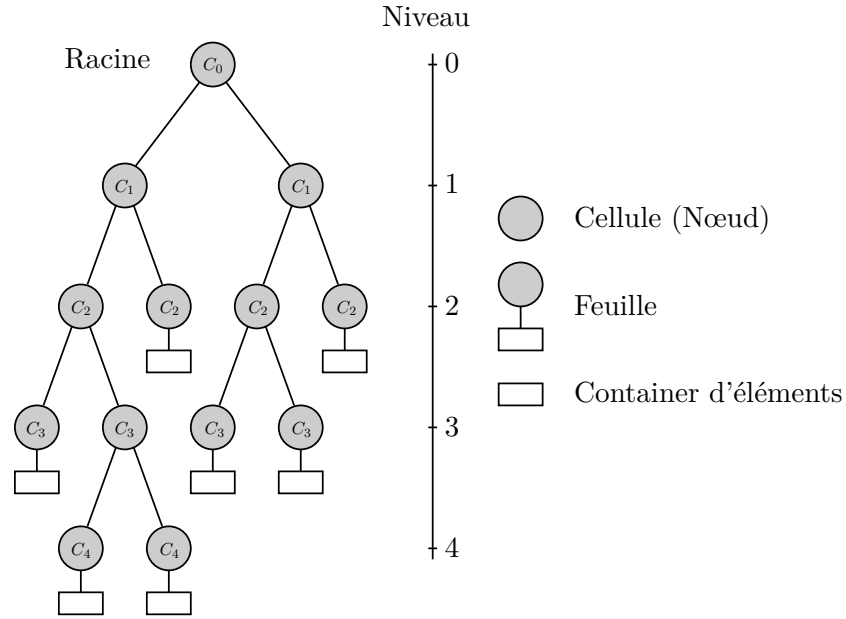 Niveau
Racine
C0
0
C1
C1
1
Cellule (Nœud)
C2
C2
C2
C2
2
Feuille
Container d'éléments
C3
C3
C3
C3
3
C4
C4
4